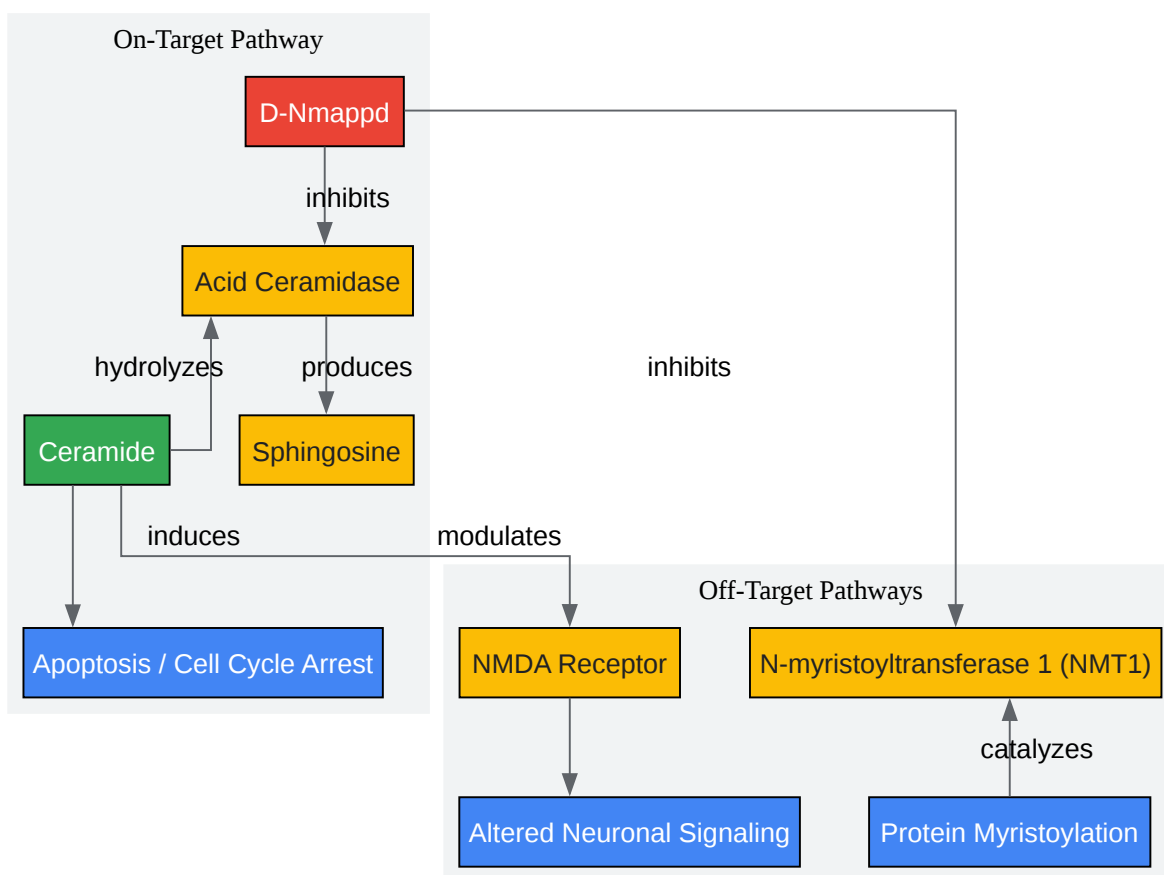 On-Target Pathway
D-Nmappd
inhibits
Acid Ceramidase
hydrolyzes
produces
inhibits
Ceramide
Sphingosine
induces
modulates
Off-Target Pathways
Apoptosis / Cell Cycle Arrest
NMDA Receptor
N-myristoyltransferase 1 (NMT1)
catalyzes
Altered Neuronal Signaling
Protein Myristoylation